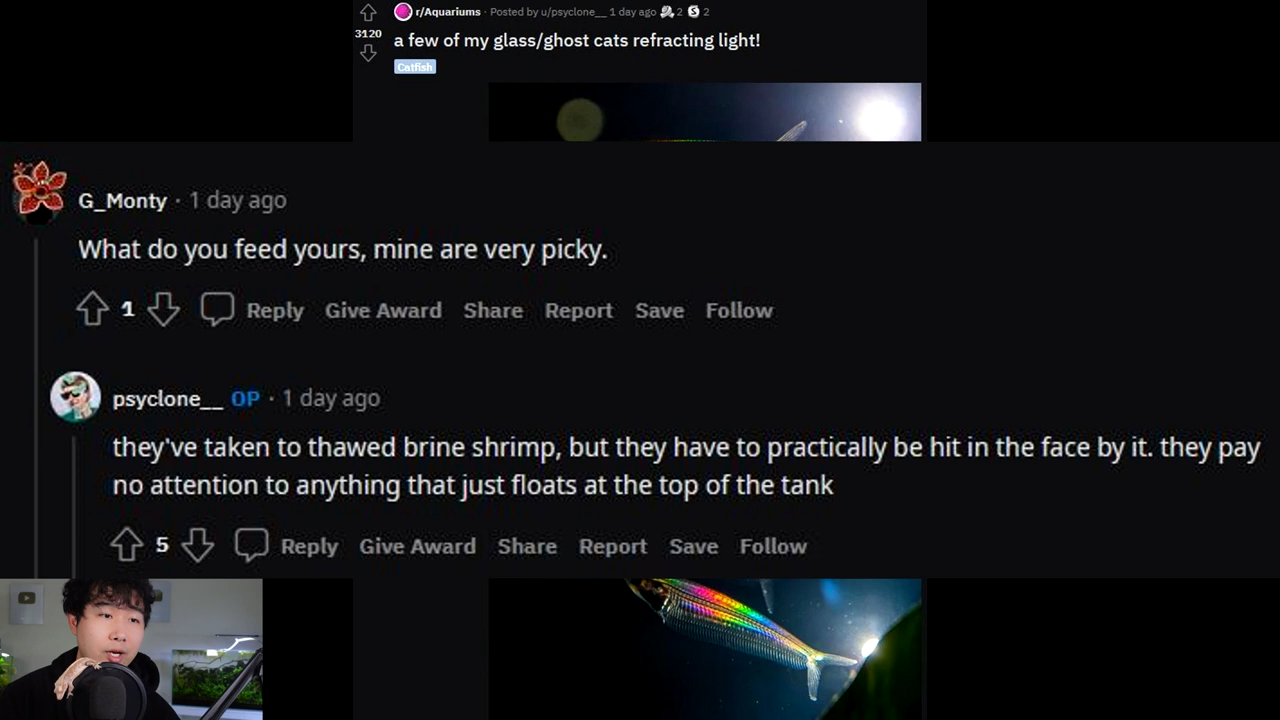 r/Aquariums · Posted by u/psyclone__ 1 day ago 2 2
3120
a few of my glass/ghost cats refracting light!
Catfish
G_Monty · 1 day ago
What do you feed yours, mine are very picky.
1 Reply Give Award Share Report Save Follow
psyclone__ OP · 1 day ago
they've taken to thawed brine shrimp, but they have to practically be hit in the face by it. they pay
no attention to anything that just floats at the top of the tank
5 Reply Give Award Share Report Save Follow